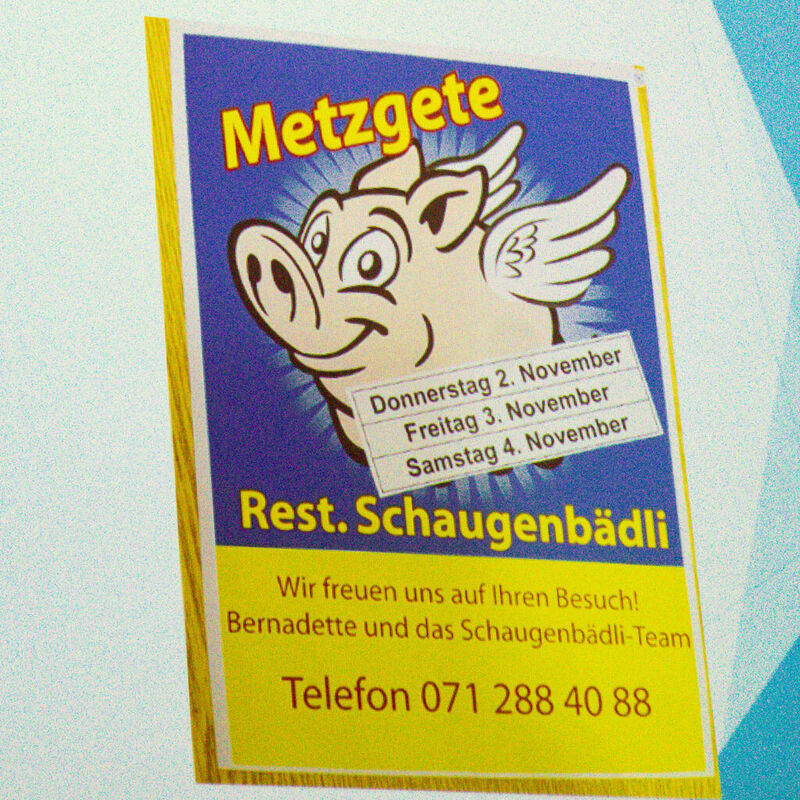 Metzgete
Donnerstag 2. November
Freitag 3. November
Samstag 4. November
Rest. Schaugenbädli
Wir freuen uns auf Ihren Besuch!
Bernadette und das Schaugenbädli-Team
Telefon 071 288 40 88